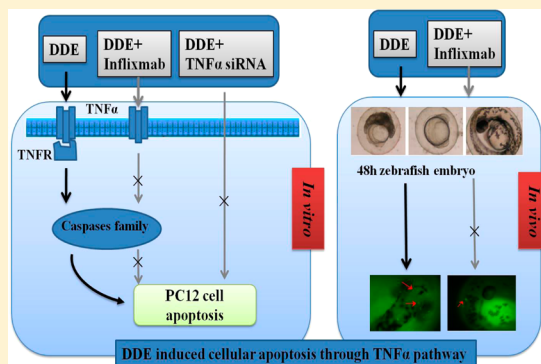 DDE
DDE+
Inflixmab
DDE+
TNFα siRNA
TNFα
TNFR
Caspases family
PC12 cell
apoptosis
In vitro
DDE
DDE+
Inflixmab
48h zebrafish embryo
In vivo
DDE induced cellular apoptosis through TNFα pathway